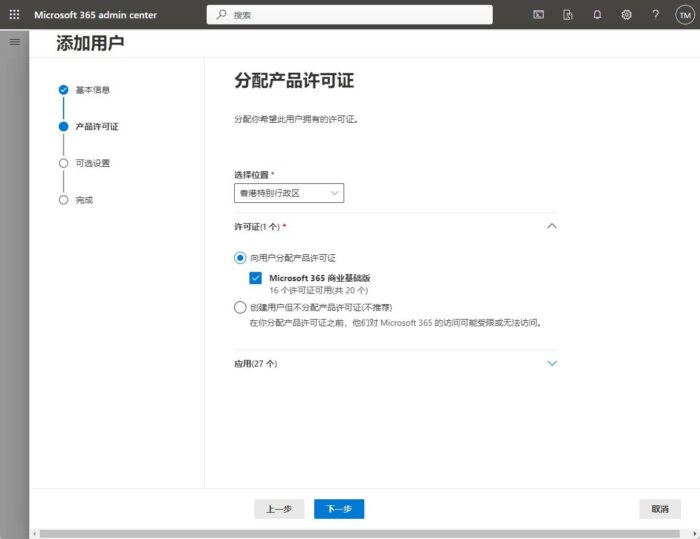 Microsoft 365 admin center
搜索
TM
添加用户
基本信息
产品许可证
可选设置
完成
分配产品许可证
分配你希望此用户拥有的许可证。
选择位置 *
香港特别行政区
许可证(1 个) *
向用户分配产品许可证
Microsoft 365 商业基础版
16 个许可证可用(共 20 个)
创建用户但不分配产品许可证(不推荐)
在你分配产品许可证之前，他们对 Microsoft 365 的访问可能受限或无法访问。
应用(27 个)
上一步
下一步
取消